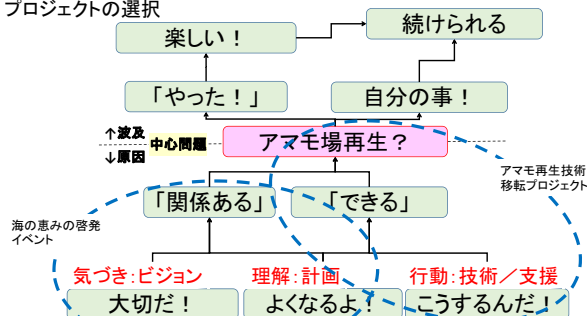 プロジェクトの選択
楽しい！
続けられる
「やった！」
自分の事！
↑波及
↓原因
中心問題
アマモ場再生？
アマモ再生技術
移転プロジェクト
「関係ある」
「できる」
海の恵みの啓発
イベント
気づき：ビジョン
理解：計画
行動：技術／支援
大切だ！
よくなるよ！
こうするんだ！